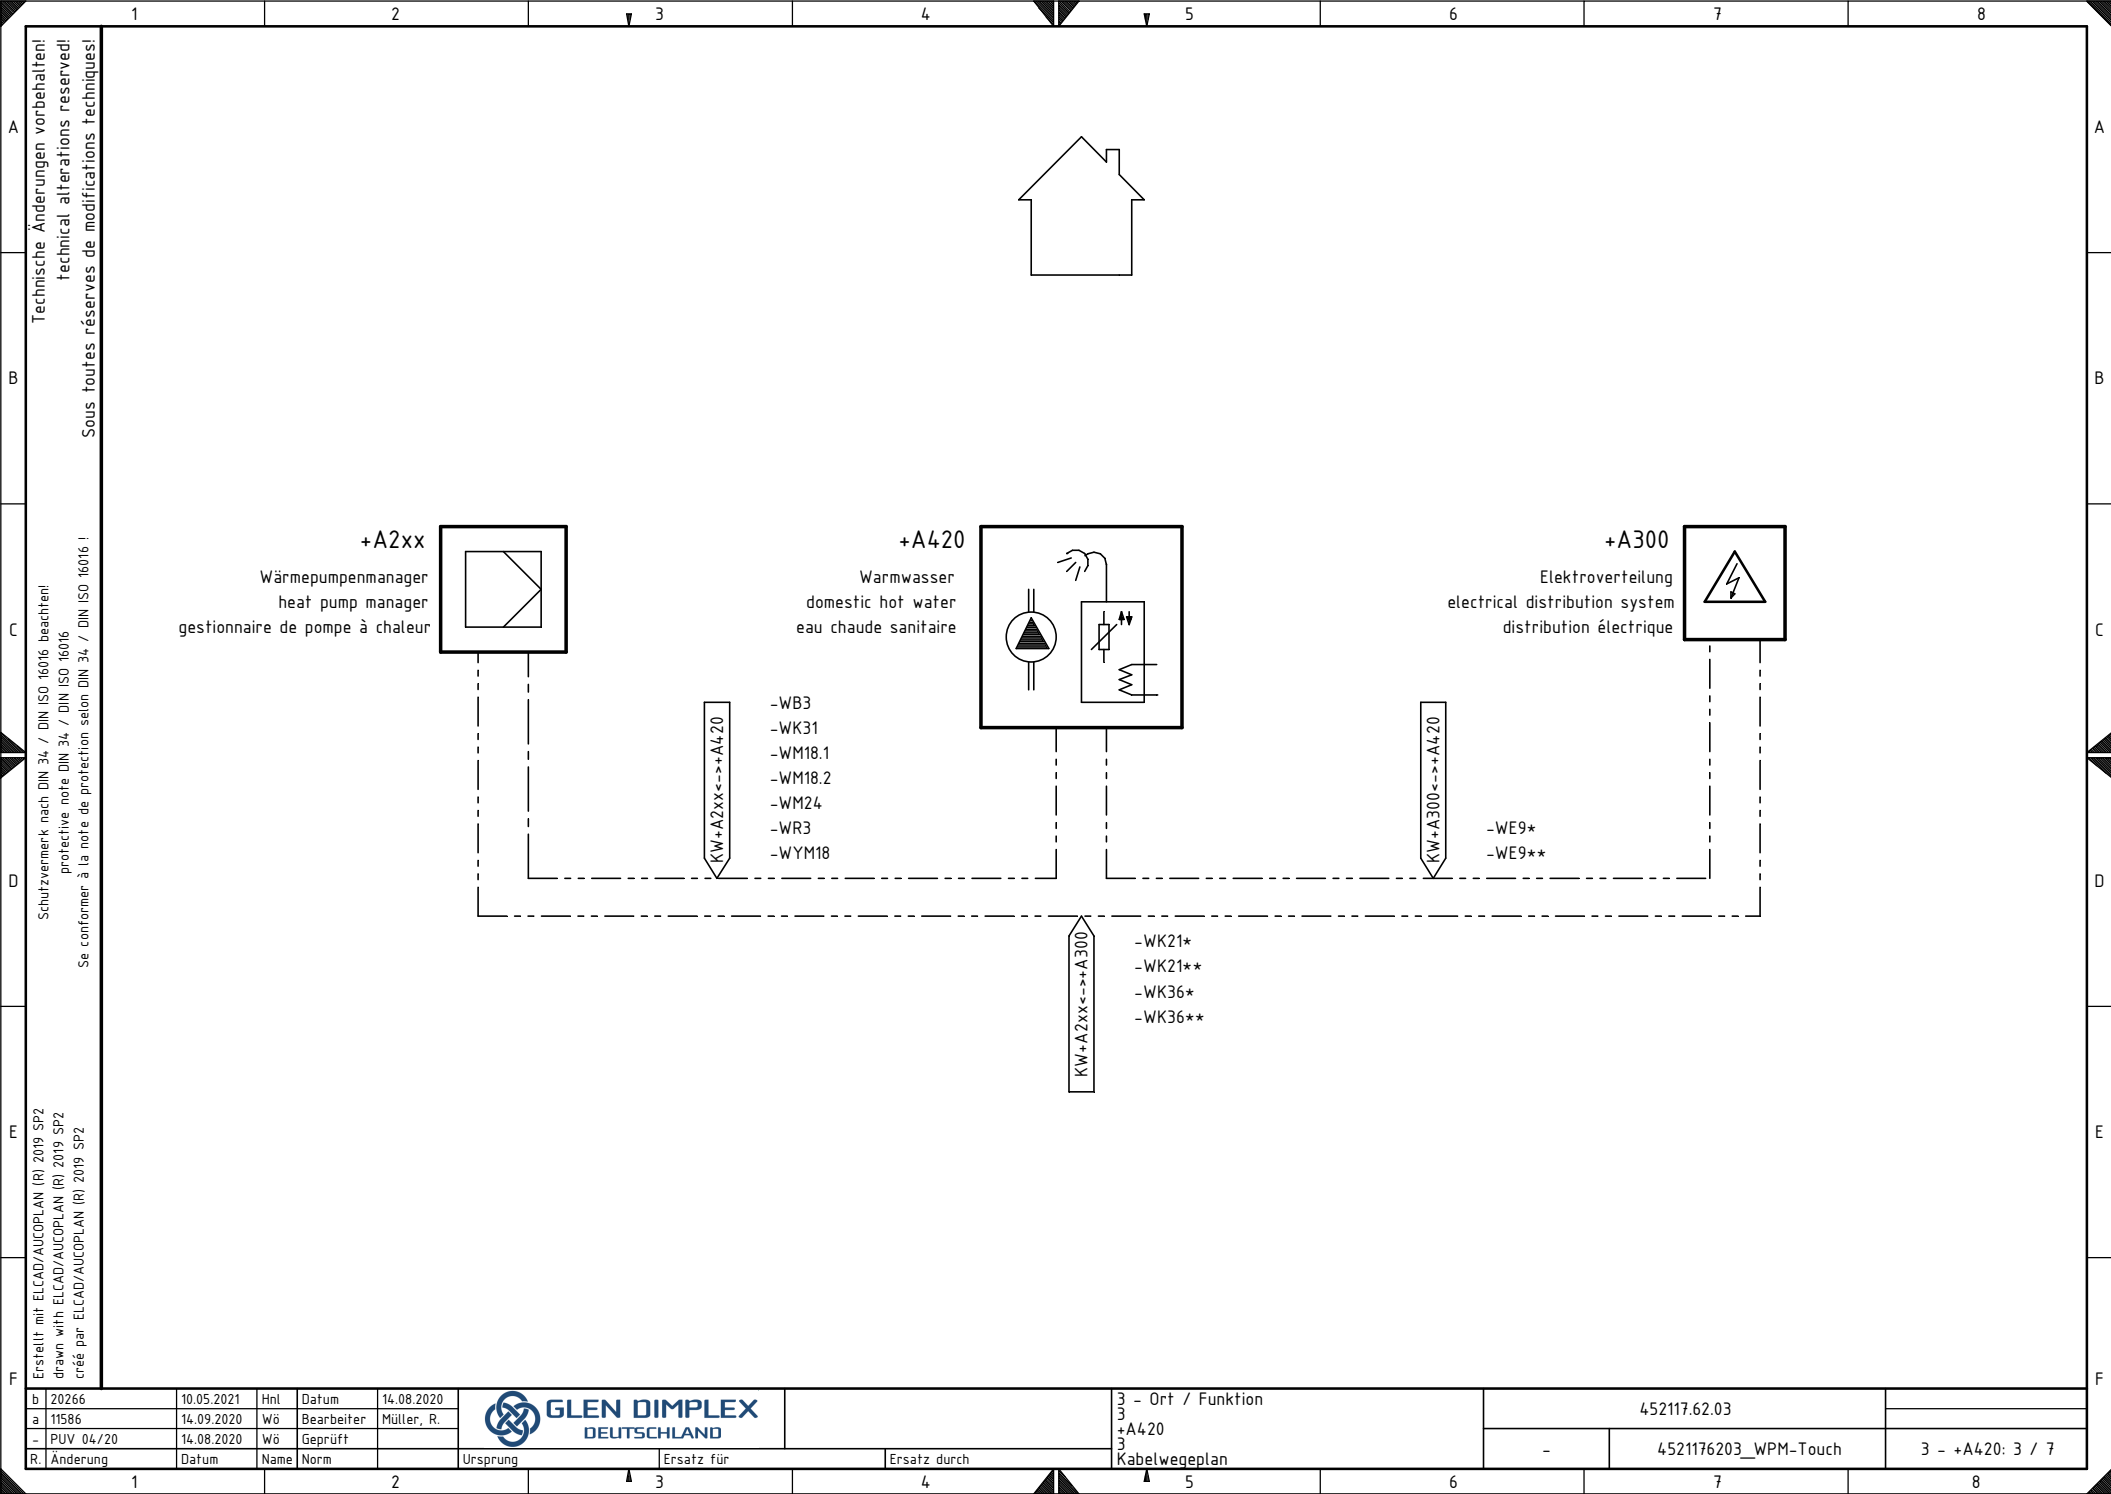 1 2 3 4 5 6 7 8
A
B
C
D
E
F
A
B
C
D
E
F
Technische Änderungen vorbehalten!
technical alterations reserved!
Sous toutes réserves de modifications techniques!
Schutzvermerk nach DIN 34 / DIN ISO 16016 beachten!
protective note DIN 34 / DIN ISO 16016
Se conformer à la note de protection selon DIN 34 / DIN ISO 16016 !
Erstellt mit ELCAD/AUCOPLAN (R) 2019 SP2
drawn with ELCAD/AUCOPLAN (R) 2019 SP2
créé par ELCAD/AUCOPLAN (R) 2019 SP2
+A2xx
Wärmepumpenmanager
heat pump manager
gestionnaire de pompe à chaleur
+A420
Warmwasser
domestic hot water
eau chaude sanitaire
+A300
Elektroverteilung
electrical distribution system
distribution électrique
KW+A2xx<->+A420
-WB3
-WK31
-WM18.1
-WM18.2
-WM24
-WR3
-WYM18
KW+A300<->+A420
-WE9*
-WE9**
KW+A2xx<->+A300
-WK21*
-WK21**
-WK36*
-WK36**
b 20266 10.05.2021 Hnl Datum 14.08.2020
a 11586 14.09.2020 Wö Bearbeiter Müller, R.
- PUV 04/20 14.08.2020 Wö Geprüft
R. Änderung Datum Name Norm
GLEN DIMPLEX
DEUTSCHLAND
Ursprung Ersatz für Ersatz durch
3 - Ort / Funktion
3
+A420
3
Kabelwegeplan
452117.62.03
- 4521176203_WPM-Touch 3 - +A420: 3 / 7
1 2 3 4 5 6 7 8